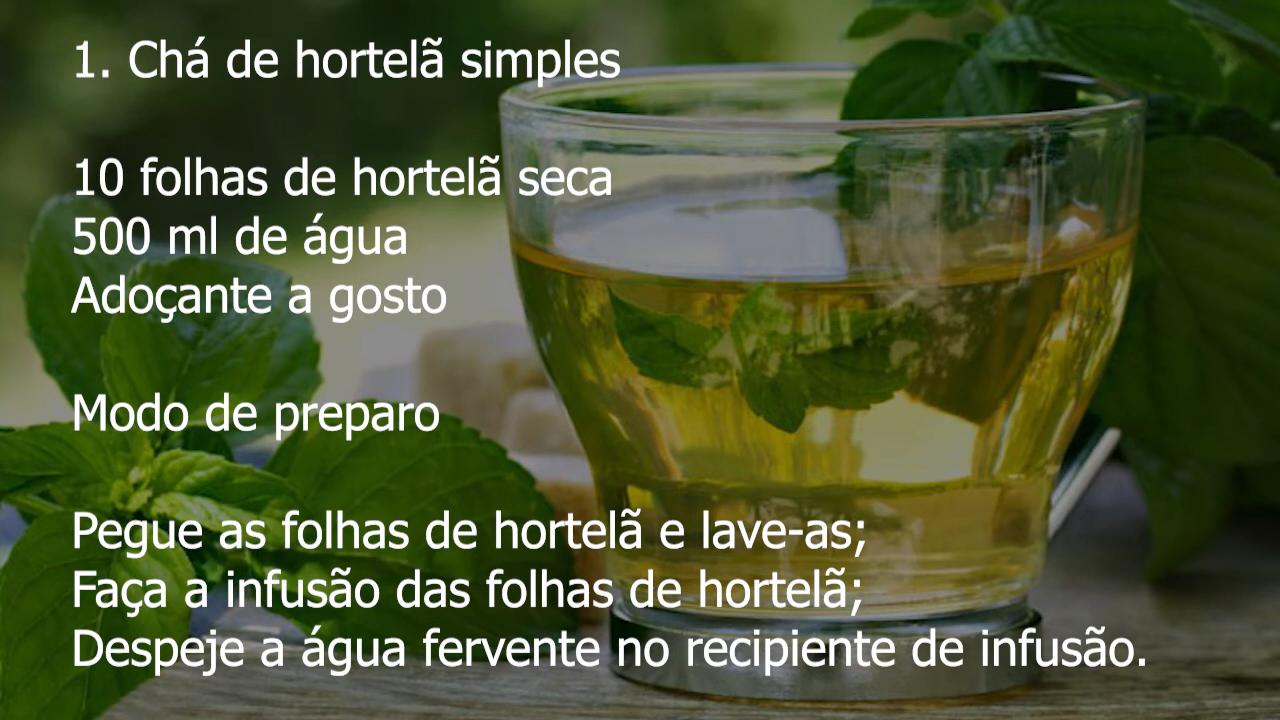 1. Chá de hortelã simples
10 folhas de hortelã seca
500 ml de água
Adoçante a gosto
Modo de preparo
Pegue as folhas de hortelã e lave-as;
Faça a infusão das folhas de hortelã;
Despeje a água fervente no recipiente de infusão.